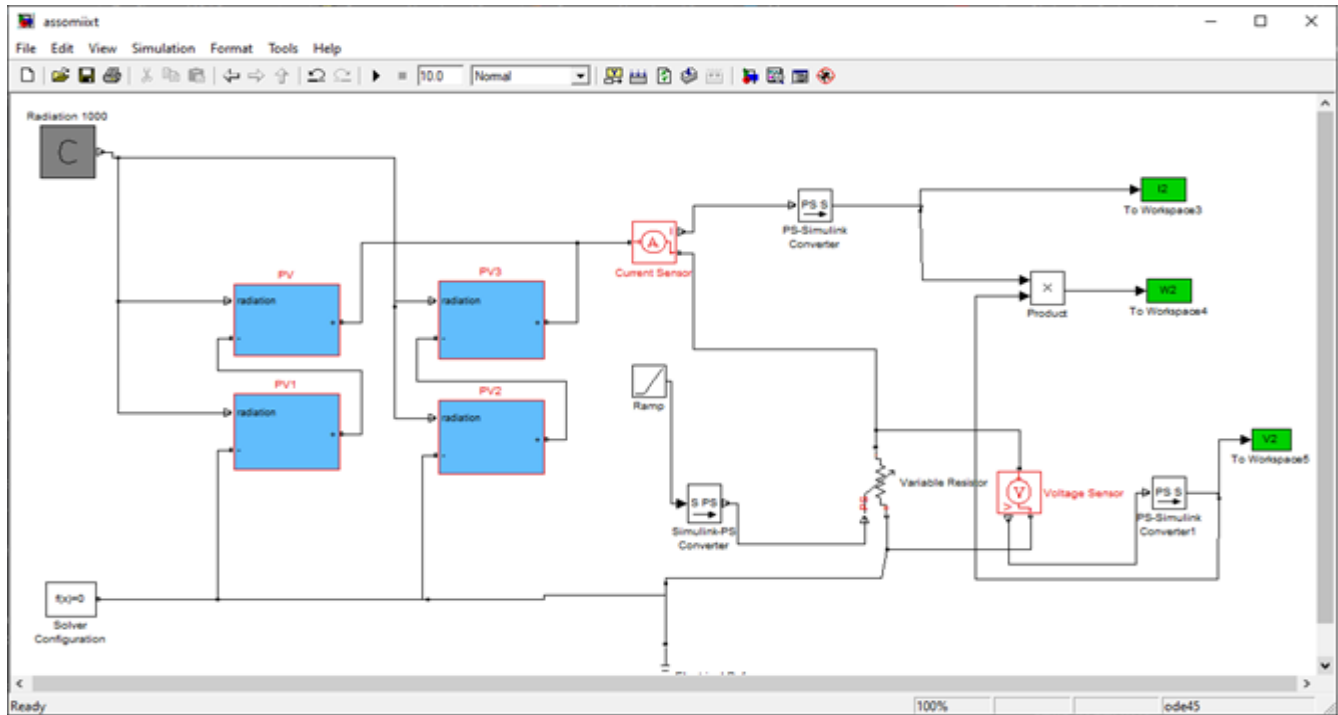 assomiixt
File Edit View Simulation Format Tools Help
10.0 Normal
Radiation 1000
C
I2
To Workspace3
PS S
PS-Simulink
Converter
I
A
Current Sensor
PV
radiation
+
-
PV3
radiation
+
-
×
Product
W2
To Workspace4
PV1
radiation
+
-
PV2
radiation
+
-
Ramp
V2
To Workspace5
S PS
Simulink-PS
Converter
PS
Variable Resistor
V
V
Voltage Sensor
PS S
PS-Simulink
Converter1
f(x)=0
Solver
Configuration
Ready
100%
ode45